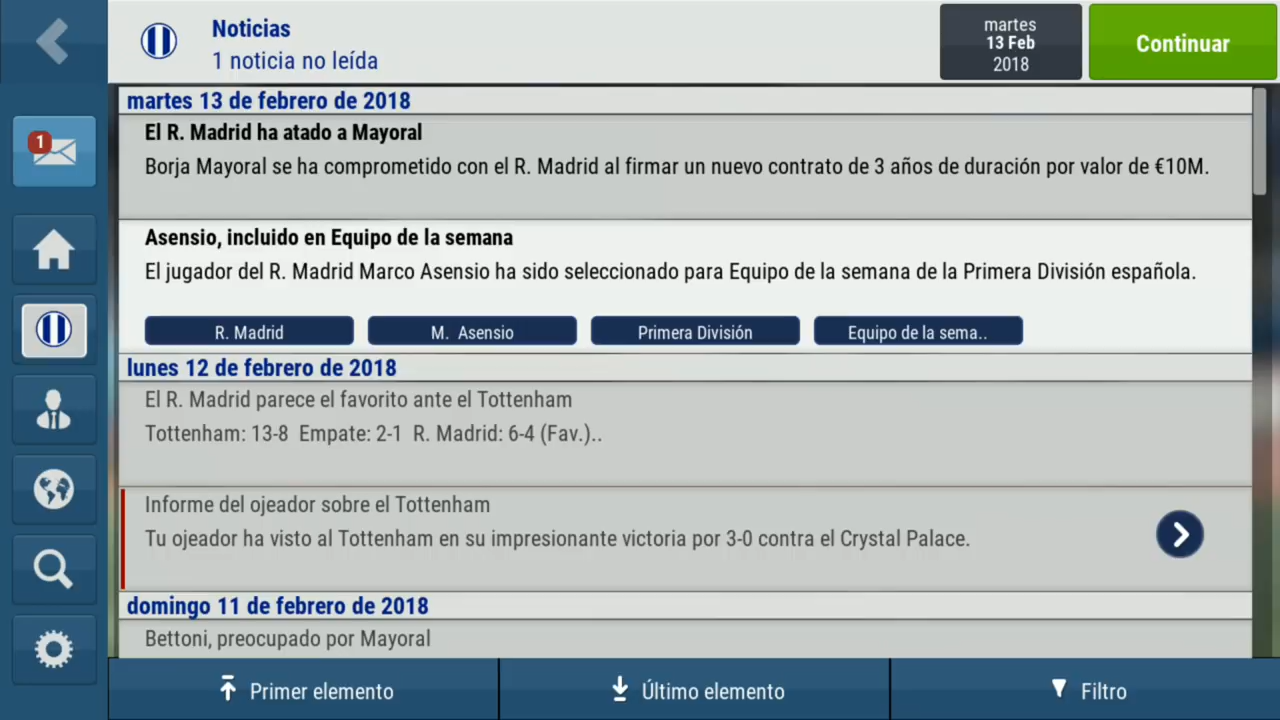 Noticias
1 noticia no leída
martes
13 Feb
2018
Continuar
1
martes 13 de febrero de 2018
El R. Madrid ha atado a Mayoral
Borja Mayoral se ha comprometido con el R. Madrid al firmar un nuevo contrato de 3 años de duración por valor de €10M.
Asensio, incluido en Equipo de la semana
El jugador del R. Madrid Marco Asensio ha sido seleccionado para Equipo de la semana de la Primera División española.
R. Madrid M. Asensio Primera División Equipo de la sema..
lunes 12 de febrero de 2018
El R. Madrid parece el favorito ante el Tottenham
Tottenham: 13-8 Empate: 2-1 R. Madrid: 6-4 (Fav.)..
Informe del ojeador sobre el Tottenham
Tu ojeador ha visto al Tottenham en su impresionante victoria por 3-0 contra el Crystal Palace.
domingo 11 de febrero de 2018
Bettoni, preocupado por Mayoral
Primer elemento Último elemento Filtro